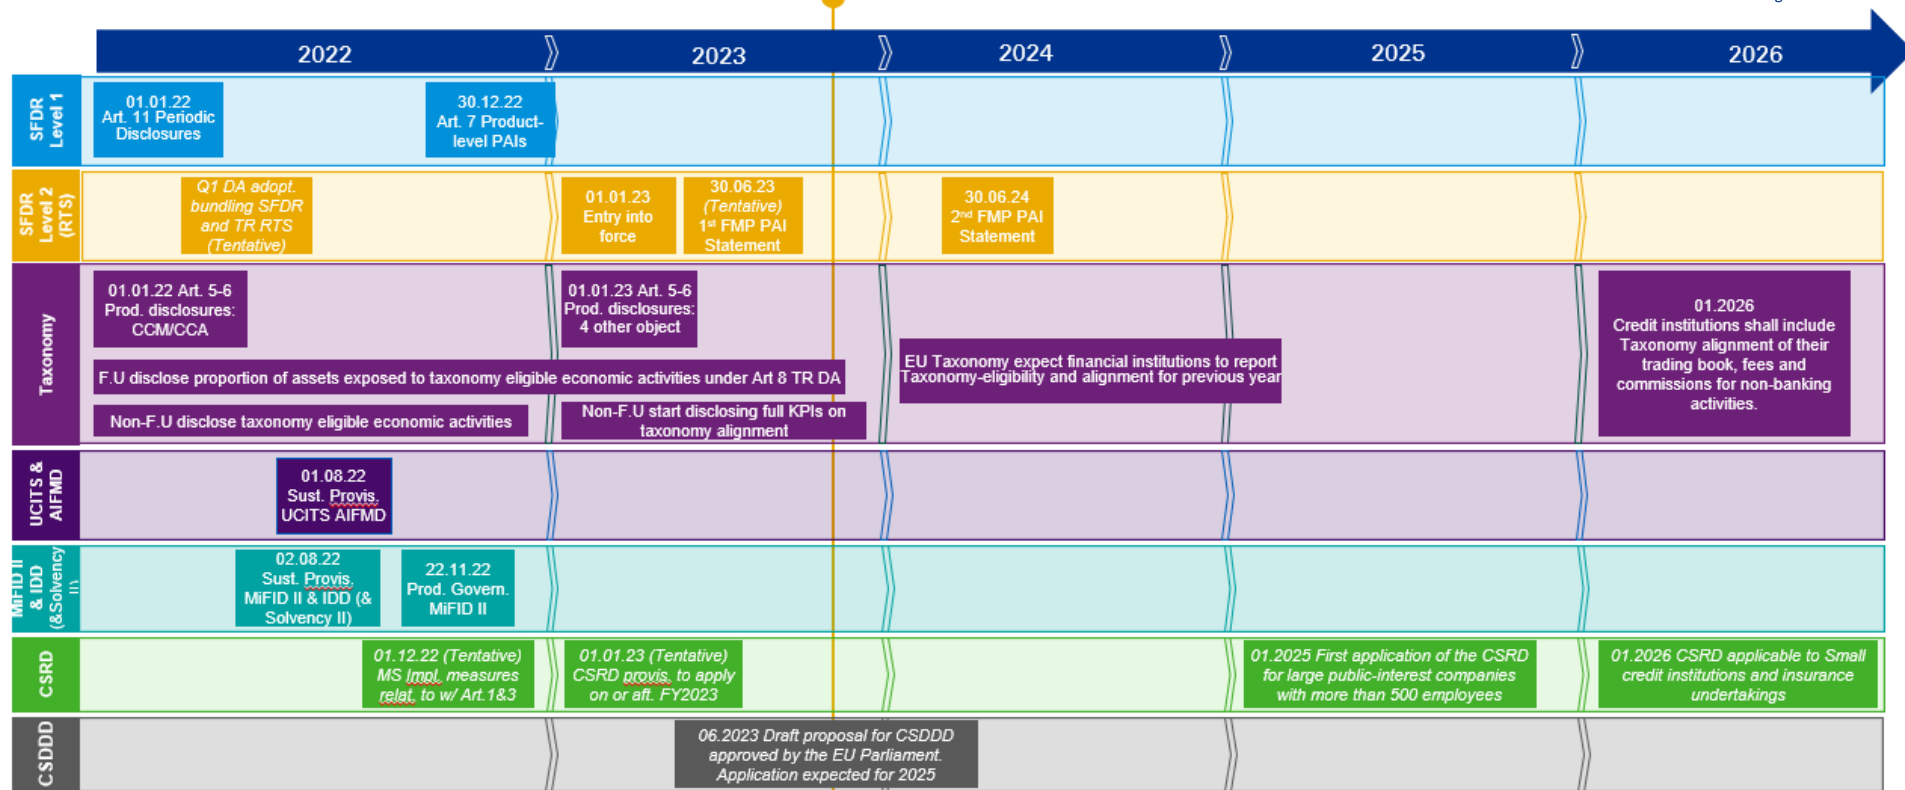 2022
2023
2024
2025
2026
SFDR
Level 1
01.01.22
Art. 11 Periodic
Disclosures
30.12.22
Art. 7 Product-
level PAIs
SFDR
Level 2
(RTS)
Q1 DA adopt.
bundling SFDR
and TR RTS
(Tentative)
01.01.23
Entry into
force
30.06.23
(Tentative)
1st FMP PAI
Statement
30.06.24
2nd FMP PAI
Statement
Taxonomy
01.01.22 Art. 5-6
Prod. disclosures:
CCM/CCA
01.01.23 Art. 5-6
Prod. disclosures:
4 other object
F.U disclose proportion of assets exposed to taxonomy eligible economic activities under Art 8 TR DA
Non-F.U disclose taxonomy eligible economic activities
Non-F.U start disclosing full KPIs on
taxonomy alignment
EU Taxonomy expect financial institutions to report
Taxonomy-eligibility and alignment for previous year
01.2026
Credit institutions shall include
Taxonomy alignment of their
trading book, fees and
commissions for non-banking
activities.
UCITS &
AIFMD
01.08.22
Sust. Provis.
UCITS AIFMD
MiFID II
& IDD
(&Solvency
II)
02.08.22
Sust. Provis.
MiFID II & IDD (&
Solvency II)
22.11.22
Prod. Govern.
MiFID II
CSRD
01.12.22 (Tentative)
MS Impl. measures
relat. to w/ Art.1&3
01.01.23 (Tentative)
CSRD provis. to apply
on or aft. FY2023
01.2025 First application of the CSRD
for large public-interest companies
with more than 500 employees
01.2026 CSRD applicable to Small
credit institutions and insurance
undertakings
CSDDD
06.2023 Draft proposal for CSDDD
approved by the EU Parliament.
Application expected for 2025